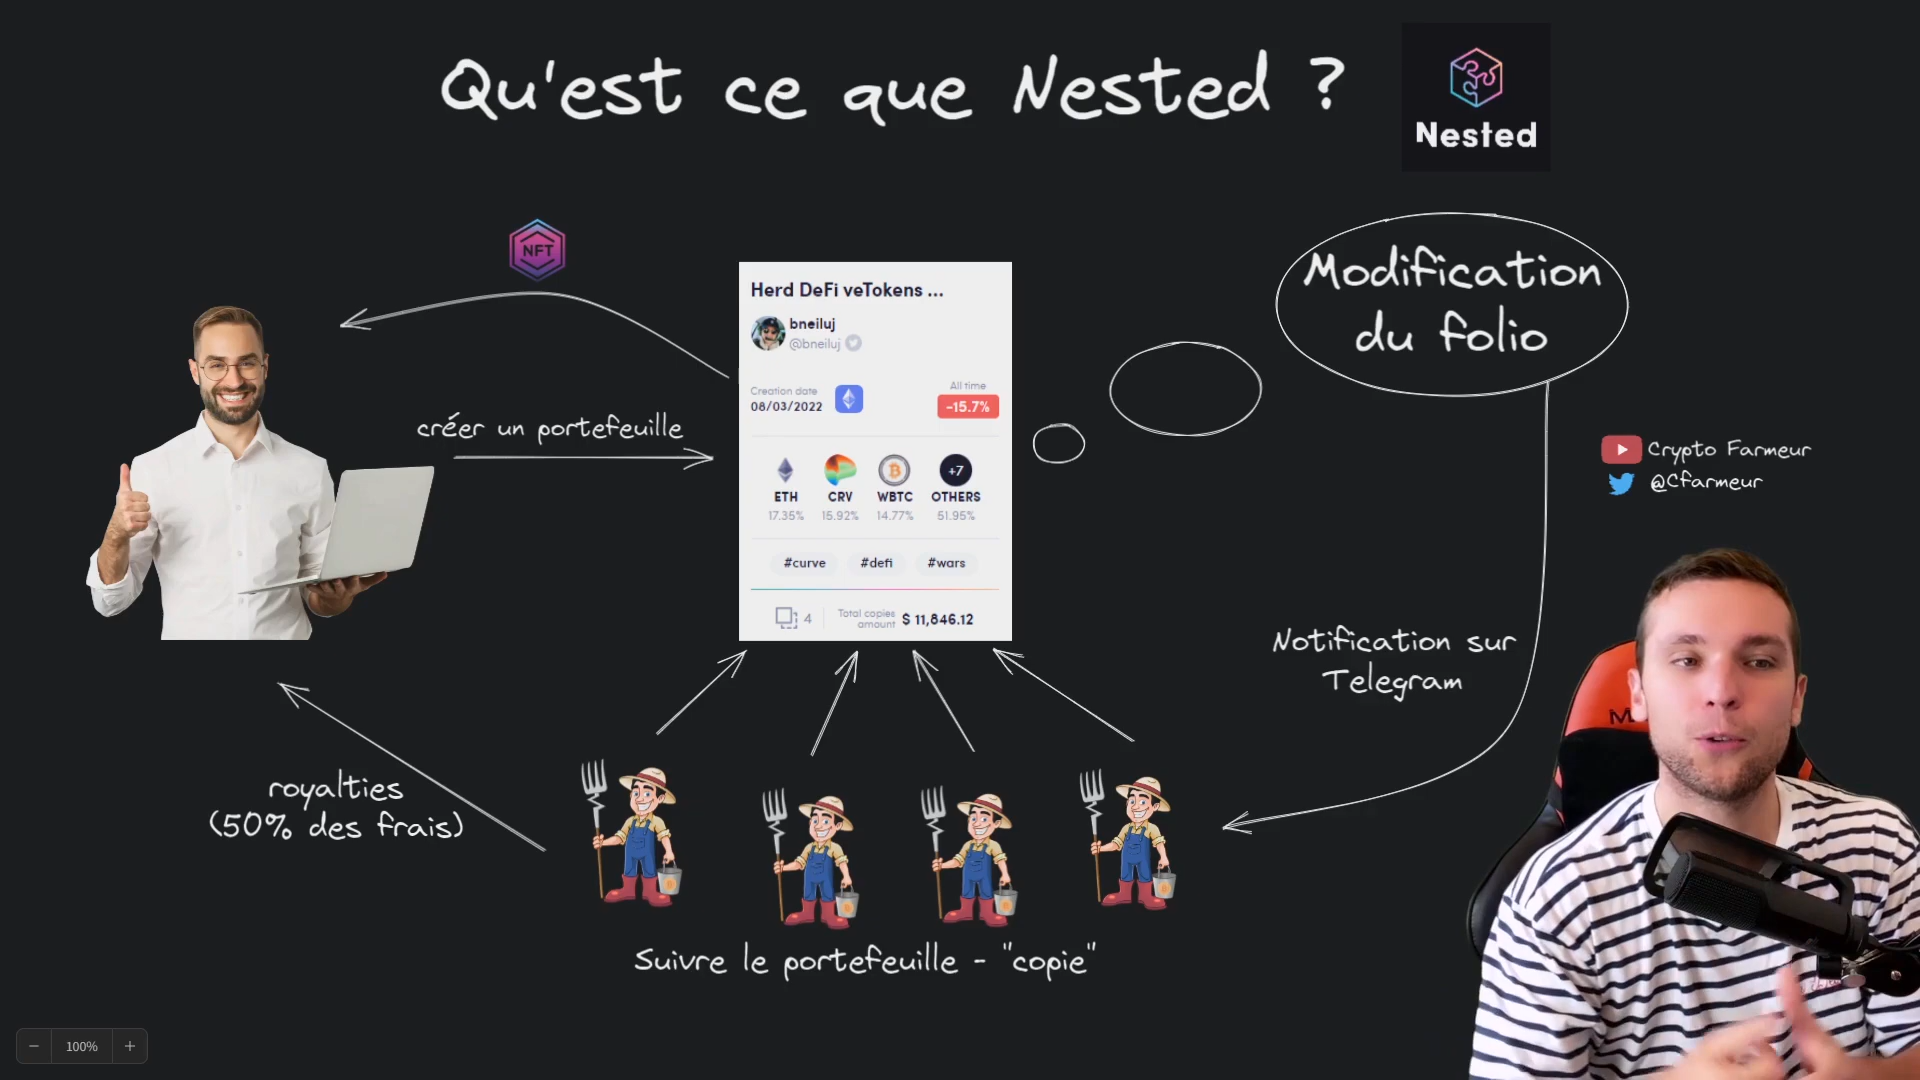 Qu'est ce que Nested ?
Nested
NFT
Modification
du folio
Herd DeFi veTokens ...
bneiluj
@bneiluj
Creation date
08/03/2022
All time
-15.7%
créer un portefeuille
ETH
CRV
WBTC
+7
OTHERS
17.35%
15.92%
14.77%
51.95%
#curve
#defi
#wars
4
Total copies
amount
$ 11,846.12
Crypto Farmeur
@Cfarmeur
Notification sur
Telegram
royalties
(50% des frais)
Suivre le portefeuille - "copie"
100%